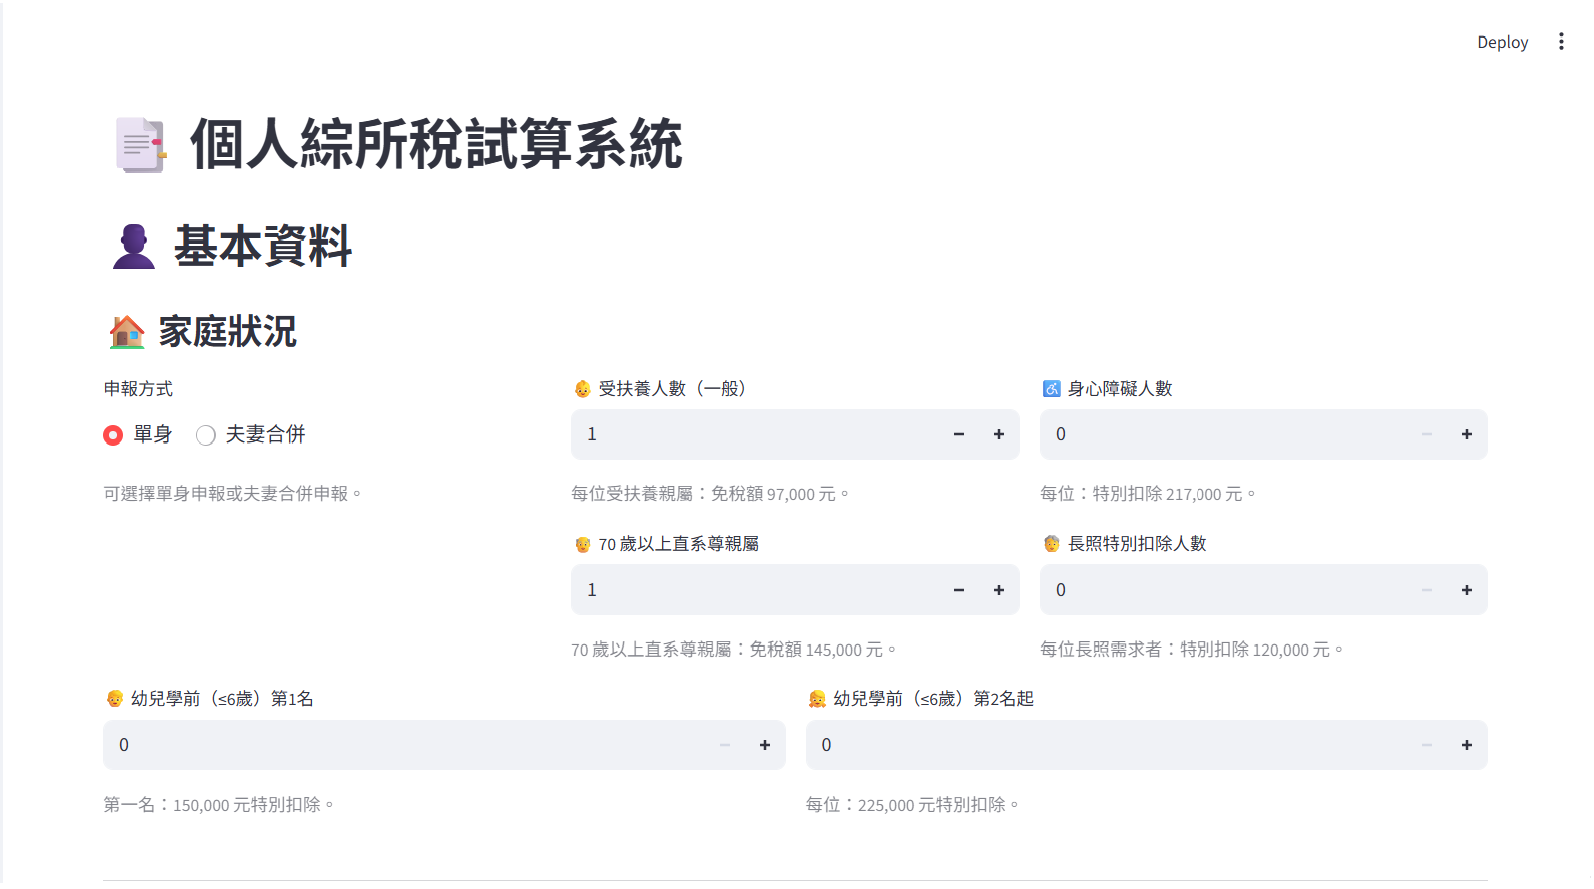 Deploy
個人綜所稅試算系統
基本資料
家庭狀況
申報方式
單身
夫妻合併
可選擇單身申報或夫妻合併申報。
受扶養人數（一般）
1
每位受扶養親屬：免稅額 97,000 元。
身心障礙人數
0
每位：特別扣除 217,000 元。
70 歲以上直系尊親屬
1
70 歲以上直系尊親屬：免稅額 145,000 元。
長照特別扣除人數
0
每位長照需求者：特別扣除 120,000 元。
幼兒學前（≤6歲）第1名
0
第一名：150,000 元特別扣除。
幼兒學前（≤6歲）第2名起
0
每位：225,000 元特別扣除。